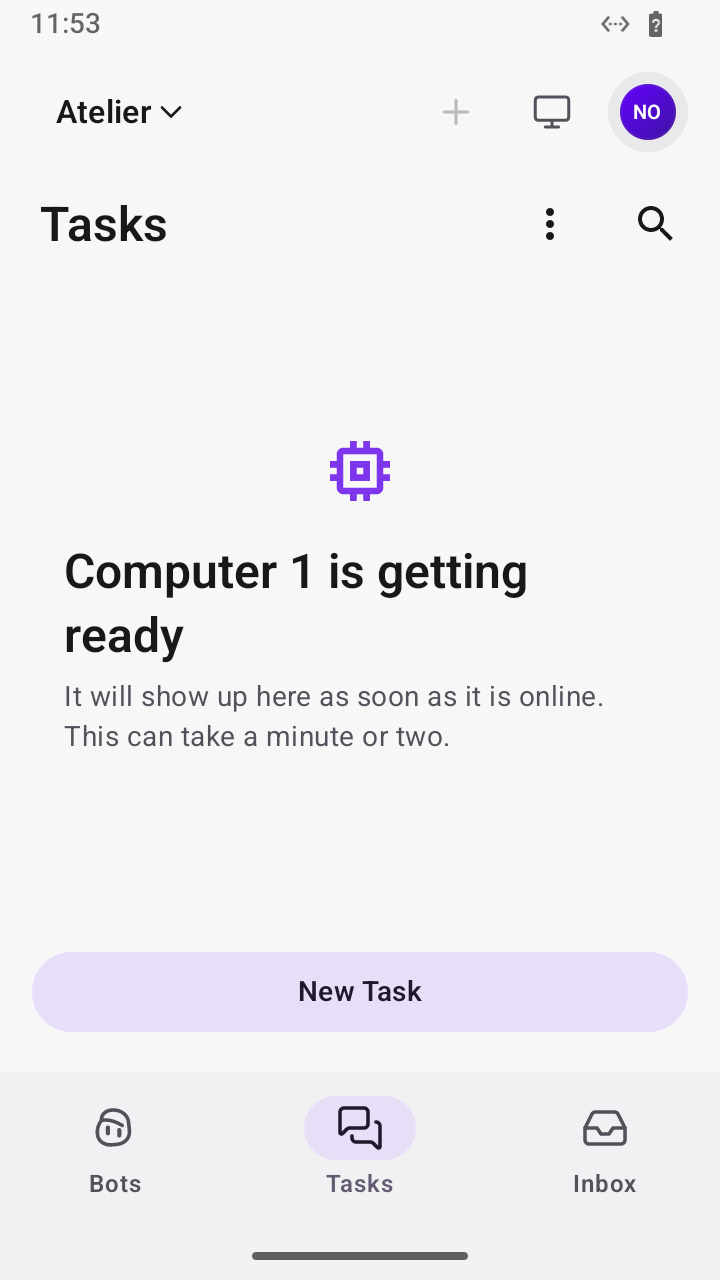 11:53
Atelier
NO
Tasks
Computer 1 is getting
ready
It will show up here as soon as it is online.
This can take a minute or two.
New Task
Bots
Tasks
Inbox